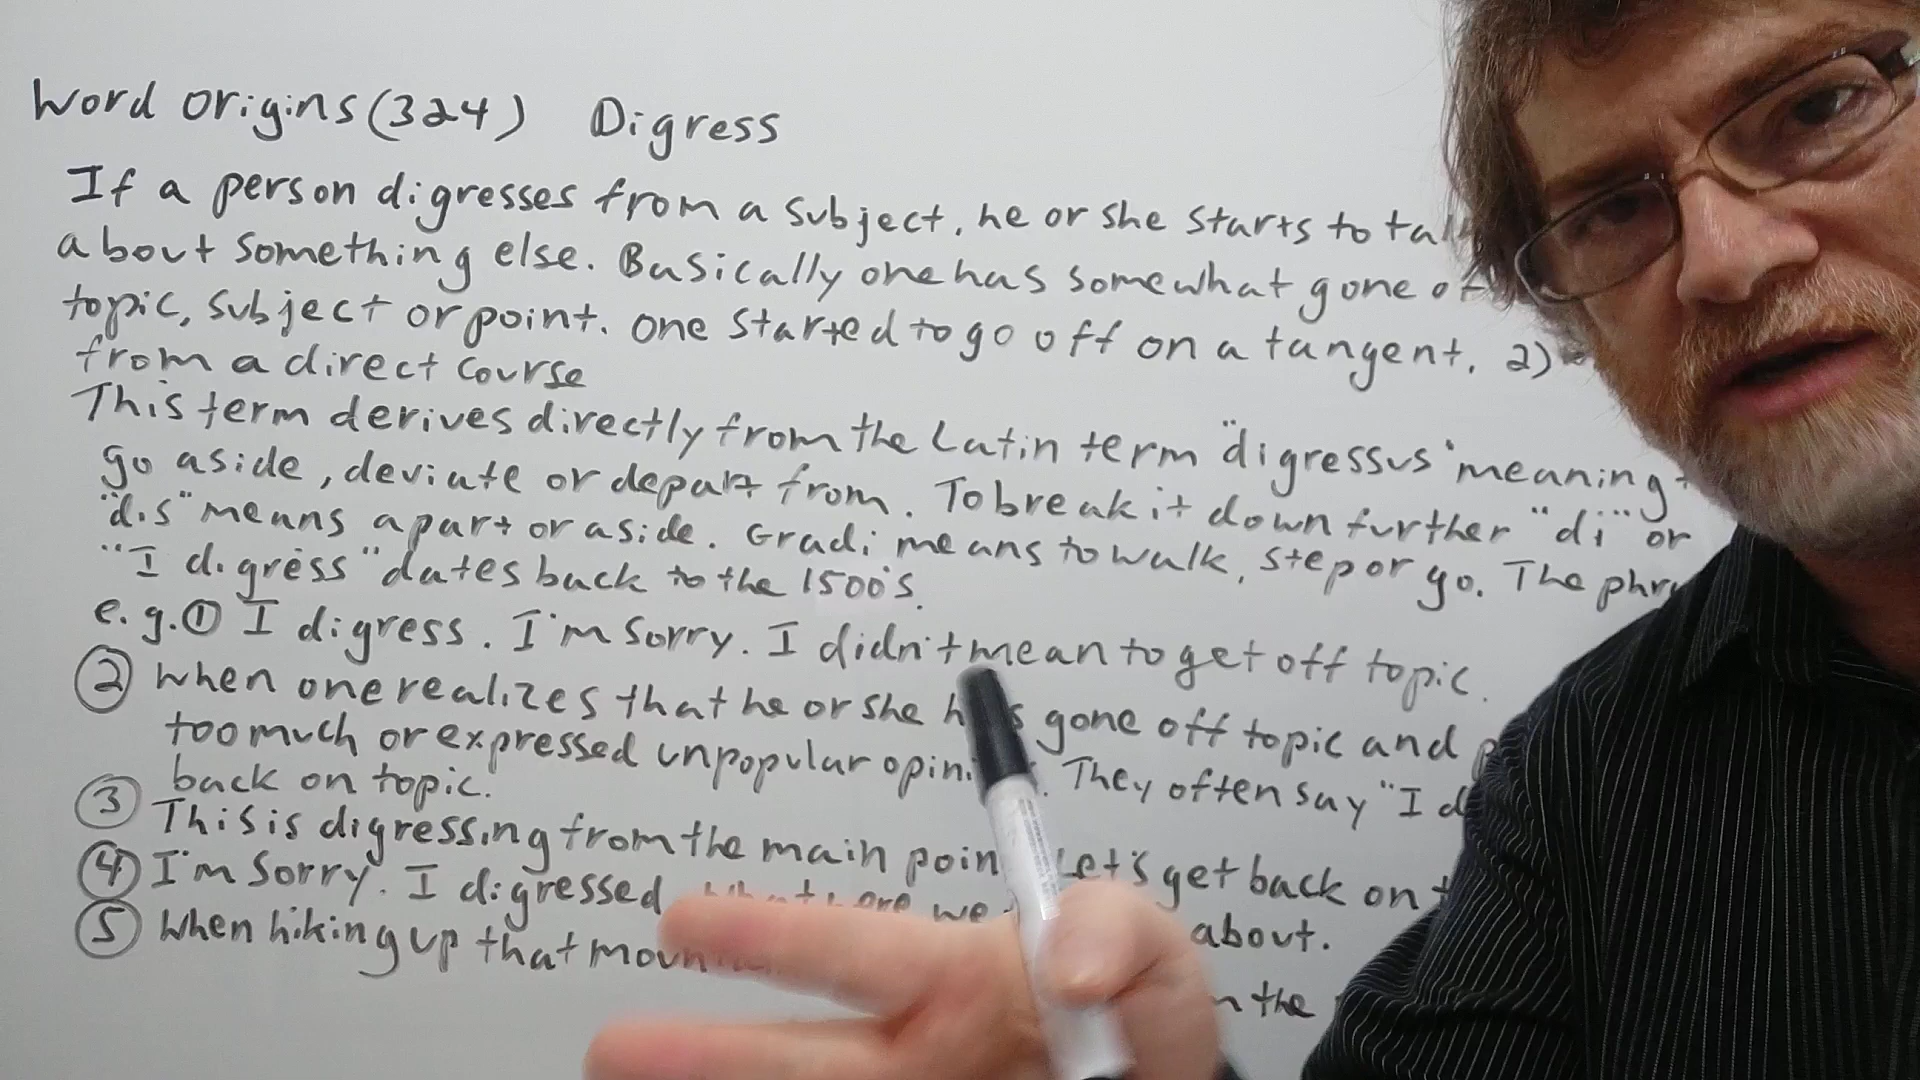 Word Origins (324) Digress
If a person digresses from a subject, he or she starts to
about something else. Basically one has somewhat gone
topic, subject or point. One started to go off on a tangent. 2)
from a direct course
This term derives directly from the Latin term "digressus" meaning
go aside, deviate or depart from. To break it down further "di" or
"dis" means apart or aside. Gradi means to walk, step or go. The
"I digress" dates back to the 1500's.
e.g. ① I digress. I'm sorry. I didn't mean to get off topic.
② When one realizes that he or she has gone off topic and
too much or expressed unpopular They often say "I
back on topic.
③ This is digressing from the main Let's get back on
④ I'm sorry. I digressed. we about.
⑤ When hiking up that
the